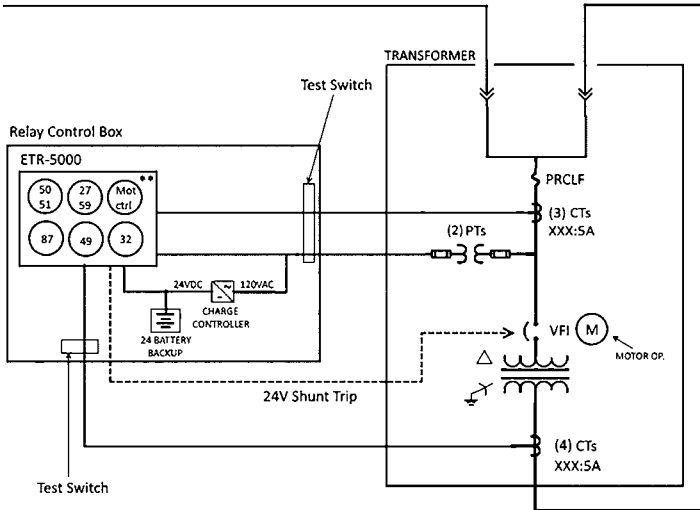 TRANSFORMER
Test Switch
Relay Control Box
ETR-5000
**
50
51
27
59
Mot
ctrl
87
49
32
PRCLF
(3) CTs
XXX:5A
(2) PTs
24VDC
120VAC
CHARGE
CONTROLLER
24 BATTERY
BACKUP
VFI
M
MOTOR OP.
24V Shunt Trip
(4) CTs
XXX:5A
Test Switch